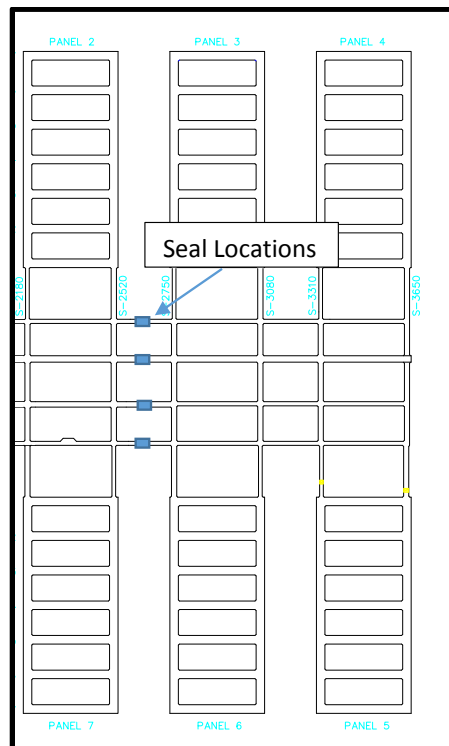 PANEL 2
PANEL 3
PANEL 4
Seal Locations
S-2180
S-2520
S-2750
S-3080
S-3310
S-3650
PANEL 7
PANEL 6
PANEL 5